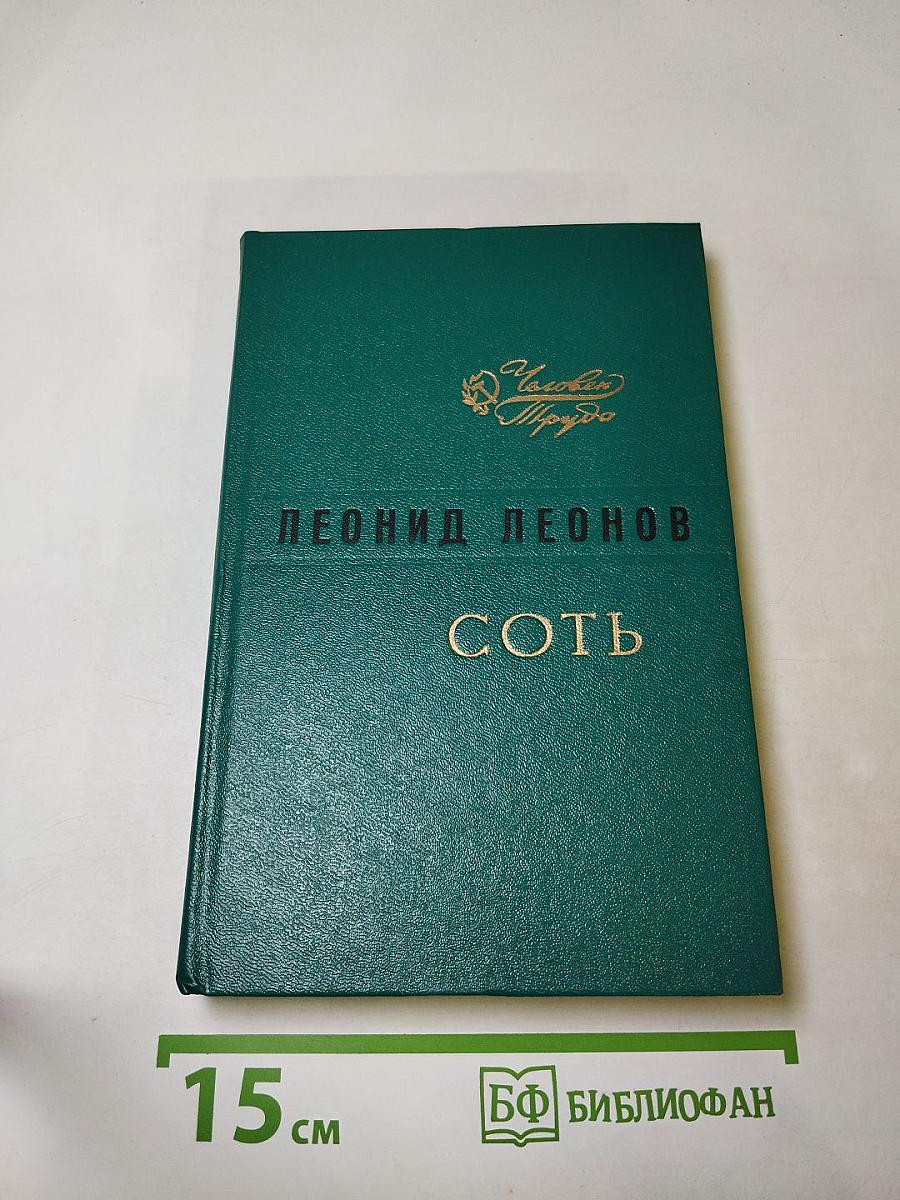 Человек
Труда
ЛЕОНИД ЛЕОНОВ
СОТЬ
15 см
БФ БИБЛИОФАН